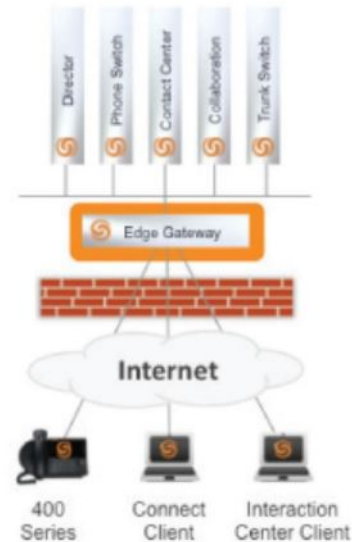 Director
Phone Switch
Contact Center
Collaboration
Trunk Switch
Edge Gateway
Internet
400
Series
Connect
Client
Interaction
Center Client